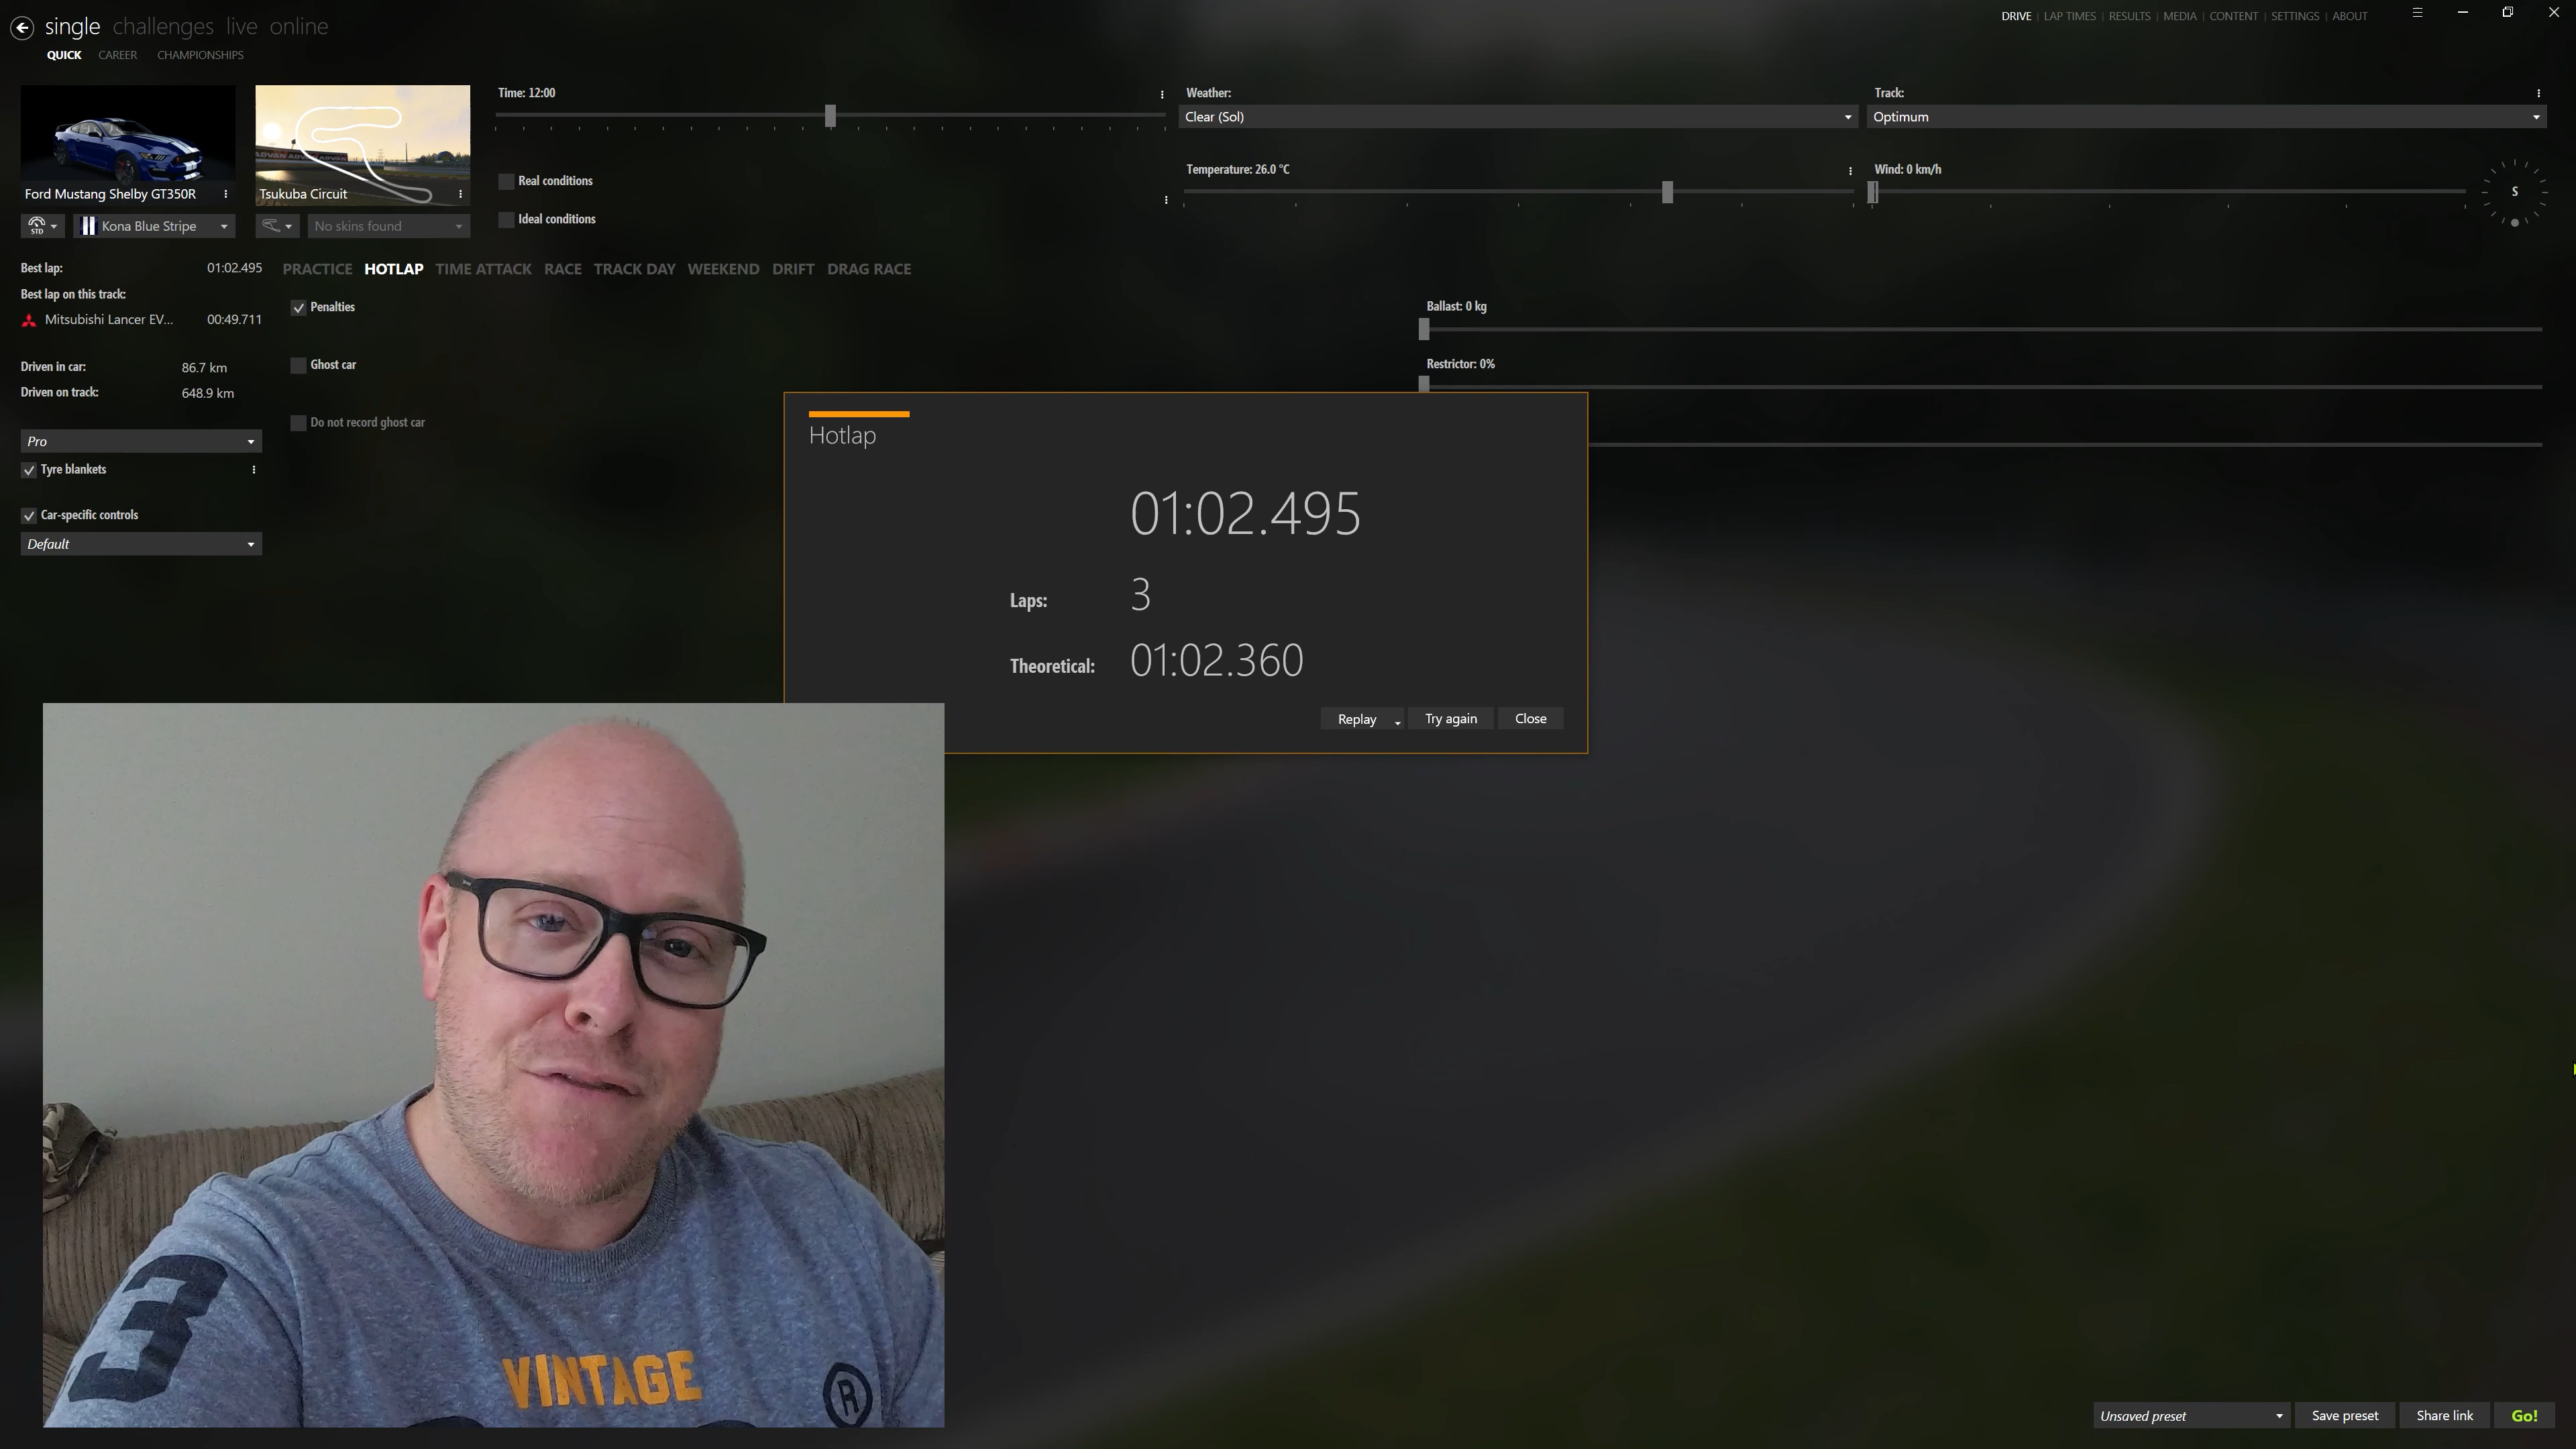 single challenges live online
QUICK CAREER CHAMPIONSHIPS
DRIVE | LAP TIMES | RESULTS | MEDIA | CONTENT | SETTINGS | ABOUT
Ford Mustang Shelby GT350R
ADVAN ADVAN ADVAN
Tsukuba Circuit
STD
Kona Blue Stripe
No skins found
Time: 12:00
Real conditions
Ideal conditions
Weather:
Clear (Sol)
Temperature: 26.0 °C
Track:
Optimum
Wind: 0 km/h
S
Best lap: 01:02.495
Best lap on this track:
Mitsubishi Lancer EV... 00:49.711
Driven in car: 86.7 km
Driven on track: 648.9 km
Pro
Tyre blankets
Car-specific controls
Default
PRACTICE HOTLAP TIME ATTACK RACE TRACK DAY WEEKEND DRIFT DRAG RACE
Penalties
Ghost car
Do not record ghost car
Ballast: 0 kg
Restrictor: 0%
Hotlap
01:02.495
Laps: 3
Theoretical: 01:02.360
Replay Try again Close
3
VINTAGE
®
Unsaved preset Save preset Share link Go!